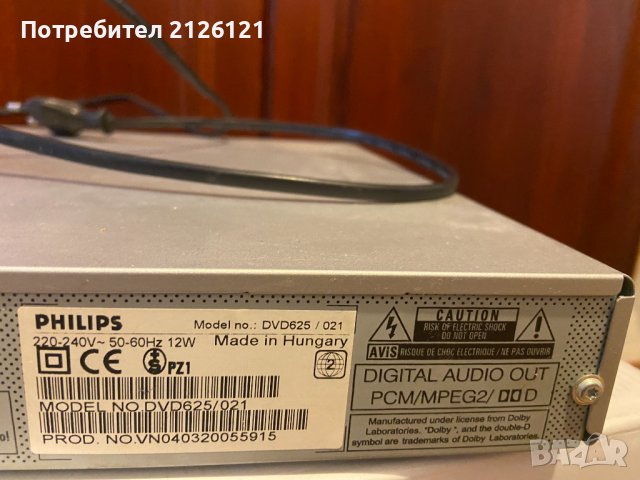 Потребител 2126121
PHILIPS Model no.: DVD625 / 021
220-240V~ 50-60Hz 12W Made in Hungary
CE S PZ1 2
MODEL NO.DVD625/021
PROD. NO.VN040320055915
CAUTION
RISK OF ELECTRIC SHOCK
DO NOT OPEN
AVIS RISQUE DE CHOC ELECTRIQUE / NE PAS OUVRIR
DIGITAL AUDIO OUT
PCM/MPEG2/ D
Manufactured under license from Dolby
Laboratories. "Dolby", and the double-D
symbol are trademarks of Dolby Laboratories.
BAZAR